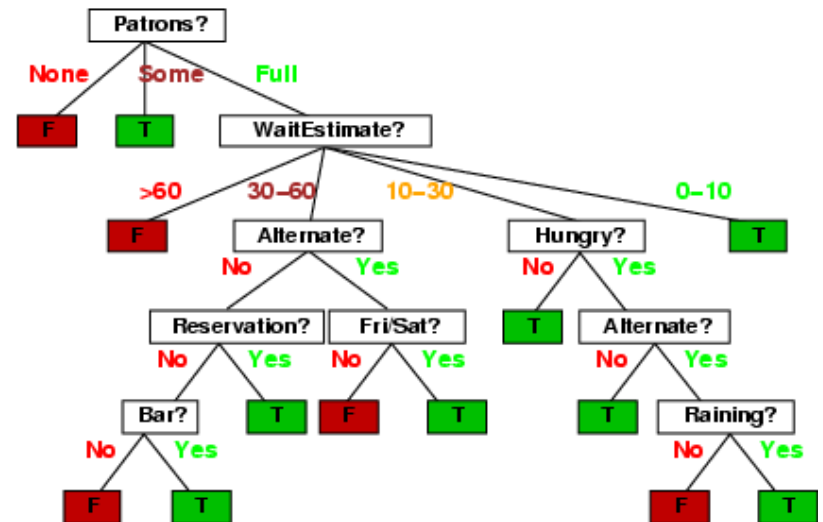 Patrons?
None Some Full
F T WaitEstimate?
>60 30–60 10–30 0–10
F Alternate? Hungry? T
No Yes No Yes
Reservation? Fri/Sat? T Alternate?
No Yes No Yes No Yes
Bar? T F T T Raining?
No Yes No Yes
F T F T